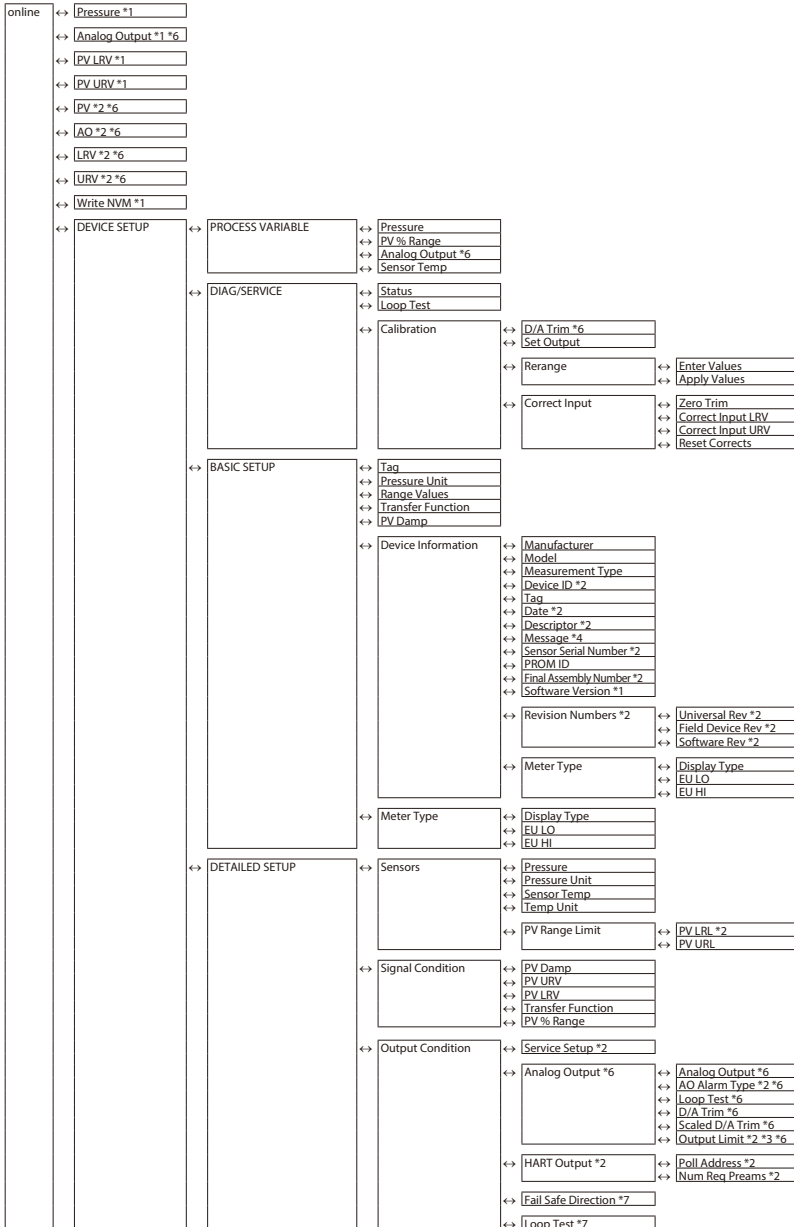 online ↔ Pressure *1
↔ Analog Output *1 *6
↔ PV LRV *1
↔ PV URV *1
↔ PV *2 *6
↔ AO *2 *6
↔ LRV *2 *6
↔ URV *2 *6
↔ Write NVM *1
↔ DEVICE SETUP ↔ PROCESS VARIABLE ↔ Pressure
↔ PV % Range
↔ Analog Output *6
↔ Sensor Temp
↔ DIAG/SERVICE ↔ Status
↔ Loop Test
↔ Calibration ↔ D/A Trim *6
↔ Set Output
↔ Rerange ↔ Enter Values
↔ Apply Values
↔ Correct Input ↔ Zero Trim
↔ Correct Input LRV
↔ Correct Input URV
↔ Reset Corrects
↔ BASIC SETUP ↔ Tag
↔ Pressure Unit
↔ Range Values
↔ Transfer Function
↔ PV Damp
↔ Device Information ↔ Manufacturer
↔ Model
↔ Measurement Type
↔ Device ID *2
↔ Tag
↔ Date *2
↔ Descriptor *2
↔ Message *4
↔ Sensor Serial Number *2
↔ PROM ID
↔ Final Assembly Number *2
↔ Software Version *1
↔ Revision Numbers *2 ↔ Universal Rev *2
↔ Field Device Rev *2
↔ Software Rev *2
↔ Meter Type ↔ Display Type
↔ EU LO
↔ EU HI
↔ Meter Type ↔ Display Type
↔ EU LO
↔ EU HI
↔ DETAILED SETUP ↔ Sensors ↔ Pressure
↔ Pressure Unit
↔ Sensor Temp
↔ Temp Unit
↔ PV Range Limit ↔ PV LRL *2
↔ PV URL
↔ Signal Condition ↔ PV Damp
↔ PV URV
↔ PV LRV
↔ Transfer Function
↔ PV % Range
↔ Output Condition ↔ Service Setup *2
↔ Analog Output *6 ↔ Analog Output *6
↔ AO Alarm Type *2 *6
↔ Loop Test *6
↔ D/A Trim *6
↔ Scaled D/A Trim *6
↔ Output Limit *2 *3 *6
↔ HART Output *2 ↔ Poll Address *2
↔ Num Req Preams *2
↔ Fail Safe Direction *7
↔ Loop Test *7